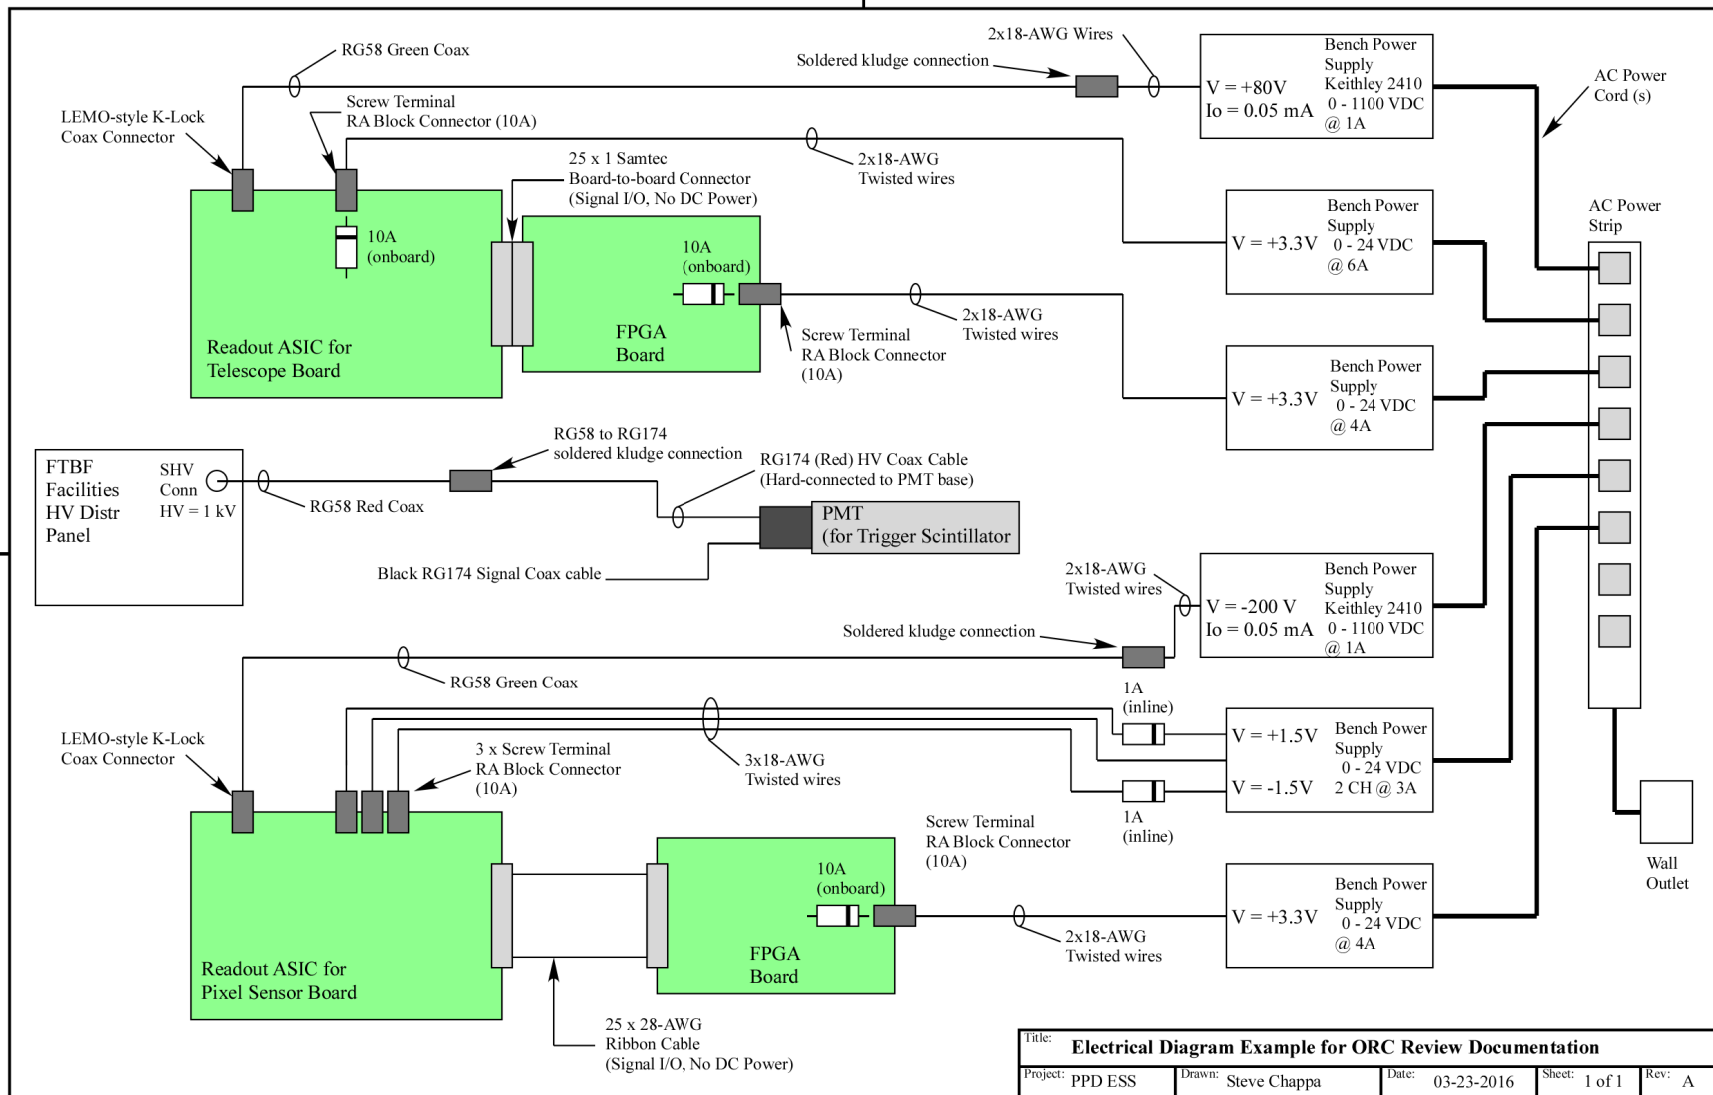 RG58 Green Coax
2x18-AWG Wires
Soldered kludge connection
V = +80V
Io = 0.05 mA
Bench Power
Supply
Keithley 2410
0 - 1100 VDC
@ 1A
AC Power
Cord (s)
LEMO-style K-Lock
Coax Connector
Screw Terminal
RA Block Connector (10A)
25 x 1 Samtec
Board-to-board Connector
(Signal I/O, No DC Power)
2x18-AWG
Twisted wires
10A
(onboard)
10A
(onboard)
V = +3.3V
Bench Power
Supply
0 - 24 VDC
@ 6A
AC Power
Strip
Readout ASIC for
Telescope Board
FPGA
Board
Screw Terminal
RA Block Connector
(10A)
2x18-AWG
Twisted wires
V = +3.3V
Bench Power
Supply
0 - 24 VDC
@ 4A
FTBF
Facilities
HV Distr
Panel
SHV
Conn
HV = 1 kV
RG58 Red Coax
RG58 to RG174
soldered kludge connection
RG174 (Red) HV Coax Cable
(Hard-connected to PMT base)
PMT
(for Trigger Scintillator
Black RG174 Signal Coax cable
2x18-AWG
Twisted wires
V = -200 V
Io = 0.05 mA
Bench Power
Supply
Keithley 2410
0 - 1100 VDC
@ 1A
Soldered kludge connection
RG58 Green Coax
1A
(inline)
LEMO-style K-Lock
Coax Connector
3 x Screw Terminal
RA Block Connector
(10A)
3x18-AWG
Twisted wires
V = +1.5V
V = -1.5V
Bench Power
Supply
0 - 24 VDC
2 CH @ 3A
1A
(inline)
Screw Terminal
RA Block Connector
(10A)
Wall
Outlet
10A
(onboard)
V = +3.3V
Bench Power
Supply
0 - 24 VDC
@ 4A
2x18-AWG
Twisted wires
FPGA
Board
Readout ASIC for
Pixel Sensor Board
25 x 28-AWG
Ribbon Cable
(Signal I/O, No DC Power)
Title: Electrical Diagram Example for ORC Review Documentation
Project: PPD ESS Drawn: Steve Chappa Date: 03-23-2016 Sheet: 1 of 1 Rev: A